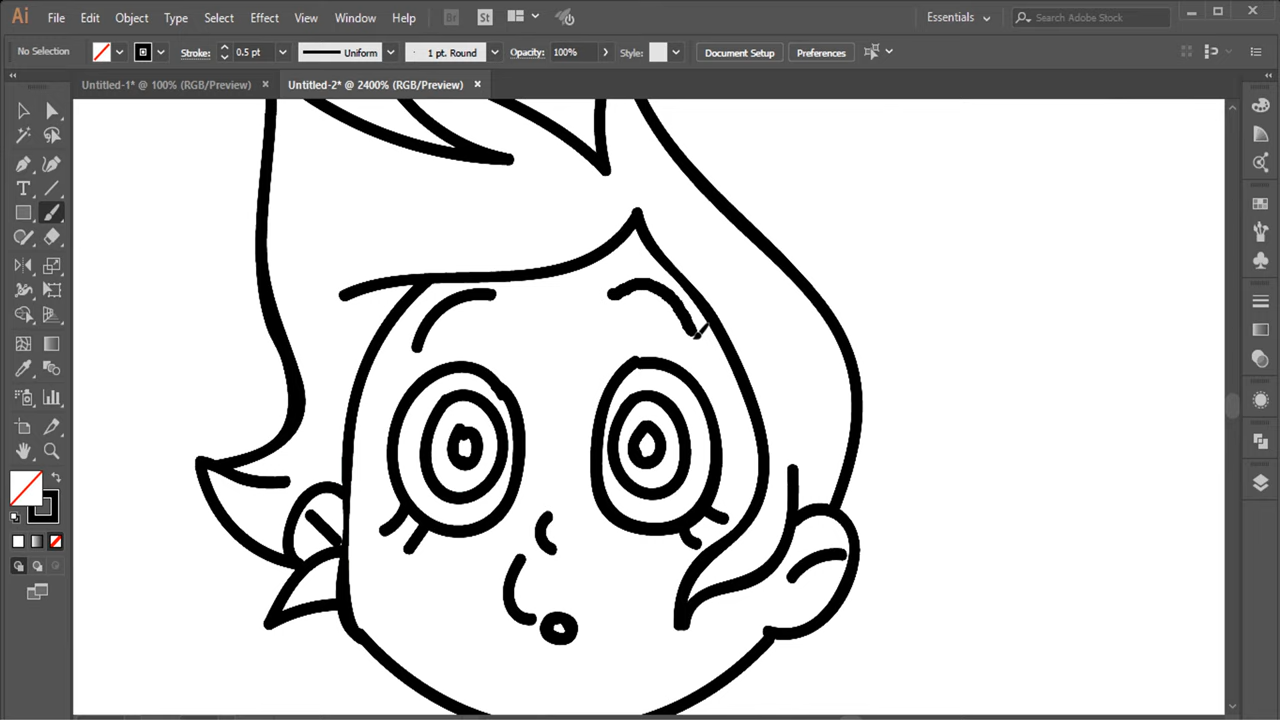 Ai File Edit Object Type Select Effect View Window Help Br St Essentials Search Adobe Stock
No Selection Stroke: 0.5 pt Uniform 1 pt. Round Opacity: 100% Style: Document Setup Preferences
Untitled-1* @ 100% (RGB/Preview) × Untitled-2* @ 2400% (RGB/Preview) ×